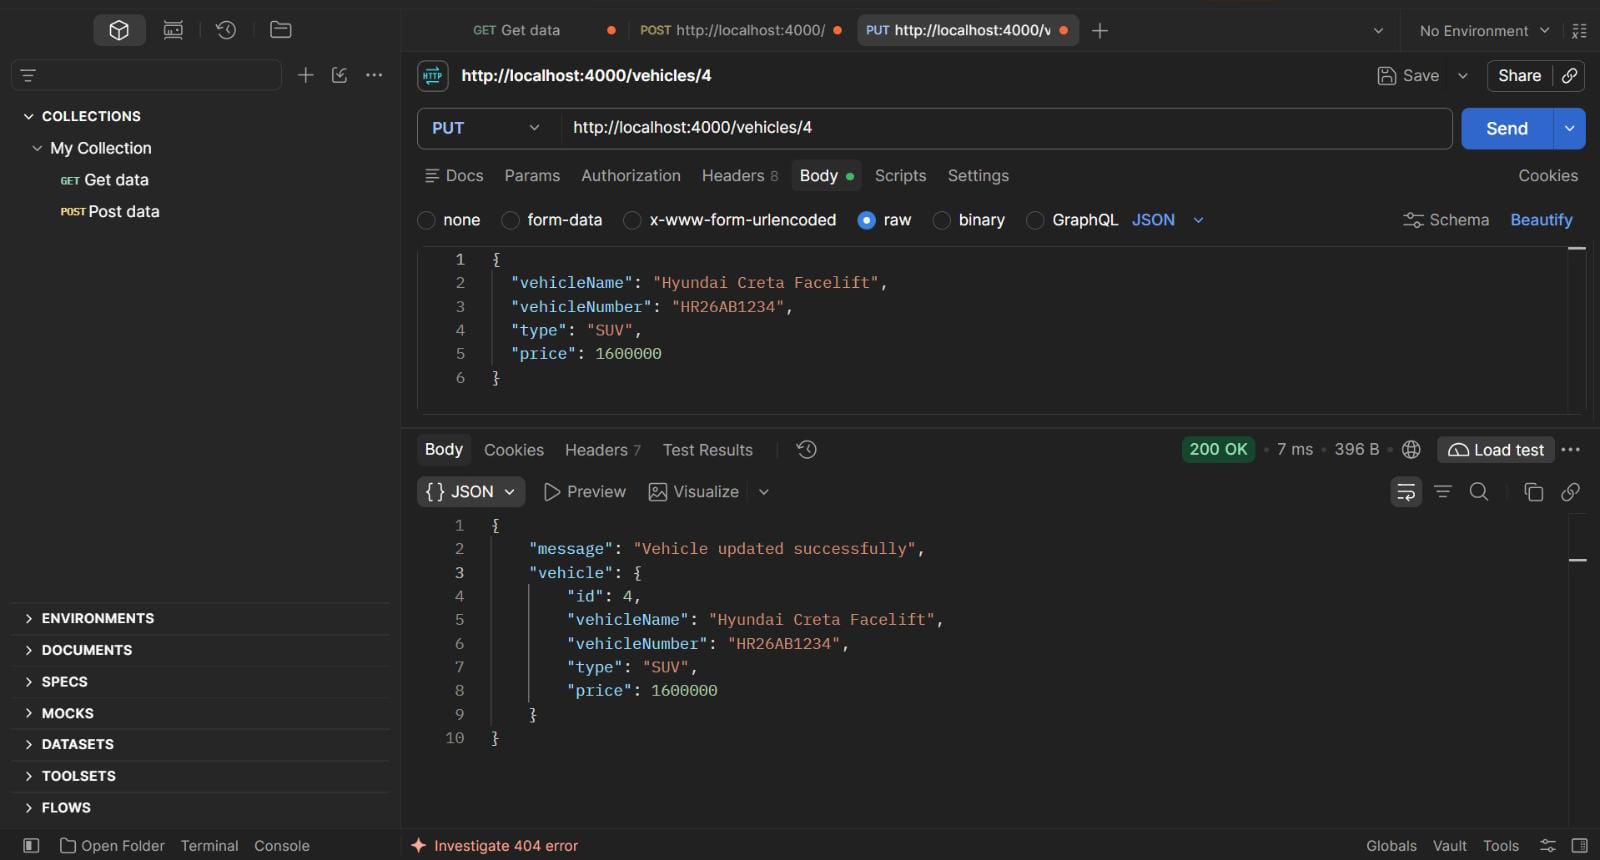 GET Get data
POST http://localhost:4000/
PUT http://localhost:4000/v
No Environment
HTTP http://localhost:4000/vehicles/4
Save
Share
COLLECTIONS
My Collection
GET Get data
POST Post data
PUT http://localhost:4000/vehicles/4
Send
Docs Params Authorization Headers 8 Body Scripts Settings Cookies
none form-data x-www-form-urlencoded raw binary GraphQL JSON Schema Beautify
1 {
2 "vehicleName": "Hyundai Creta Facelift",
3 "vehicleNumber": "HR26AB1234",
4 "type": "SUV",
5 "price": 1600000
6 }
Body Cookies Headers 7 Test Results 200 OK • 7 ms • 396 B • Load test
{} JSON Preview Visualize
1 {
2 "message": "Vehicle updated successfully",
3 "vehicle": {
4 "id": 4,
5 "vehicleName": "Hyundai Creta Facelift",
6 "vehicleNumber": "HR26AB1234",
7 "type": "SUV",
8 "price": 1600000
9 }
10 }
ENVIRONMENTS
DOCUMENTS
SPECS
MOCKS
DATASETS
TOOLSETS
FLOWS
Open Folder Terminal Console Investigate 404 error Globals Vault Tools